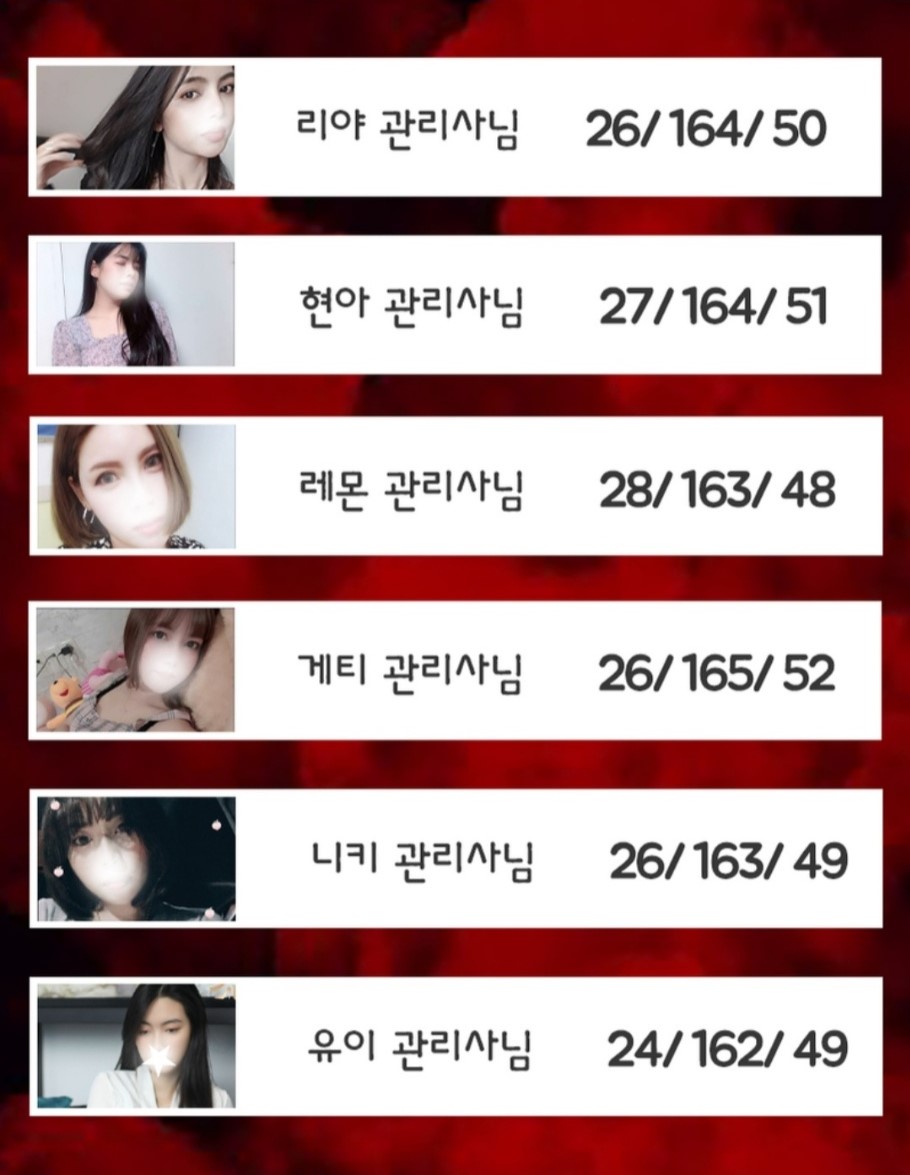 리야 관리사님 26/ 164/ 50
현아 관리사님 27/ 164/ 51
레몬 관리사님 28/ 163/ 48
게티 관리사님 26/ 165/ 52
니키 관리사님 26/ 163/ 49
유이 관리사님 24/ 162/ 49